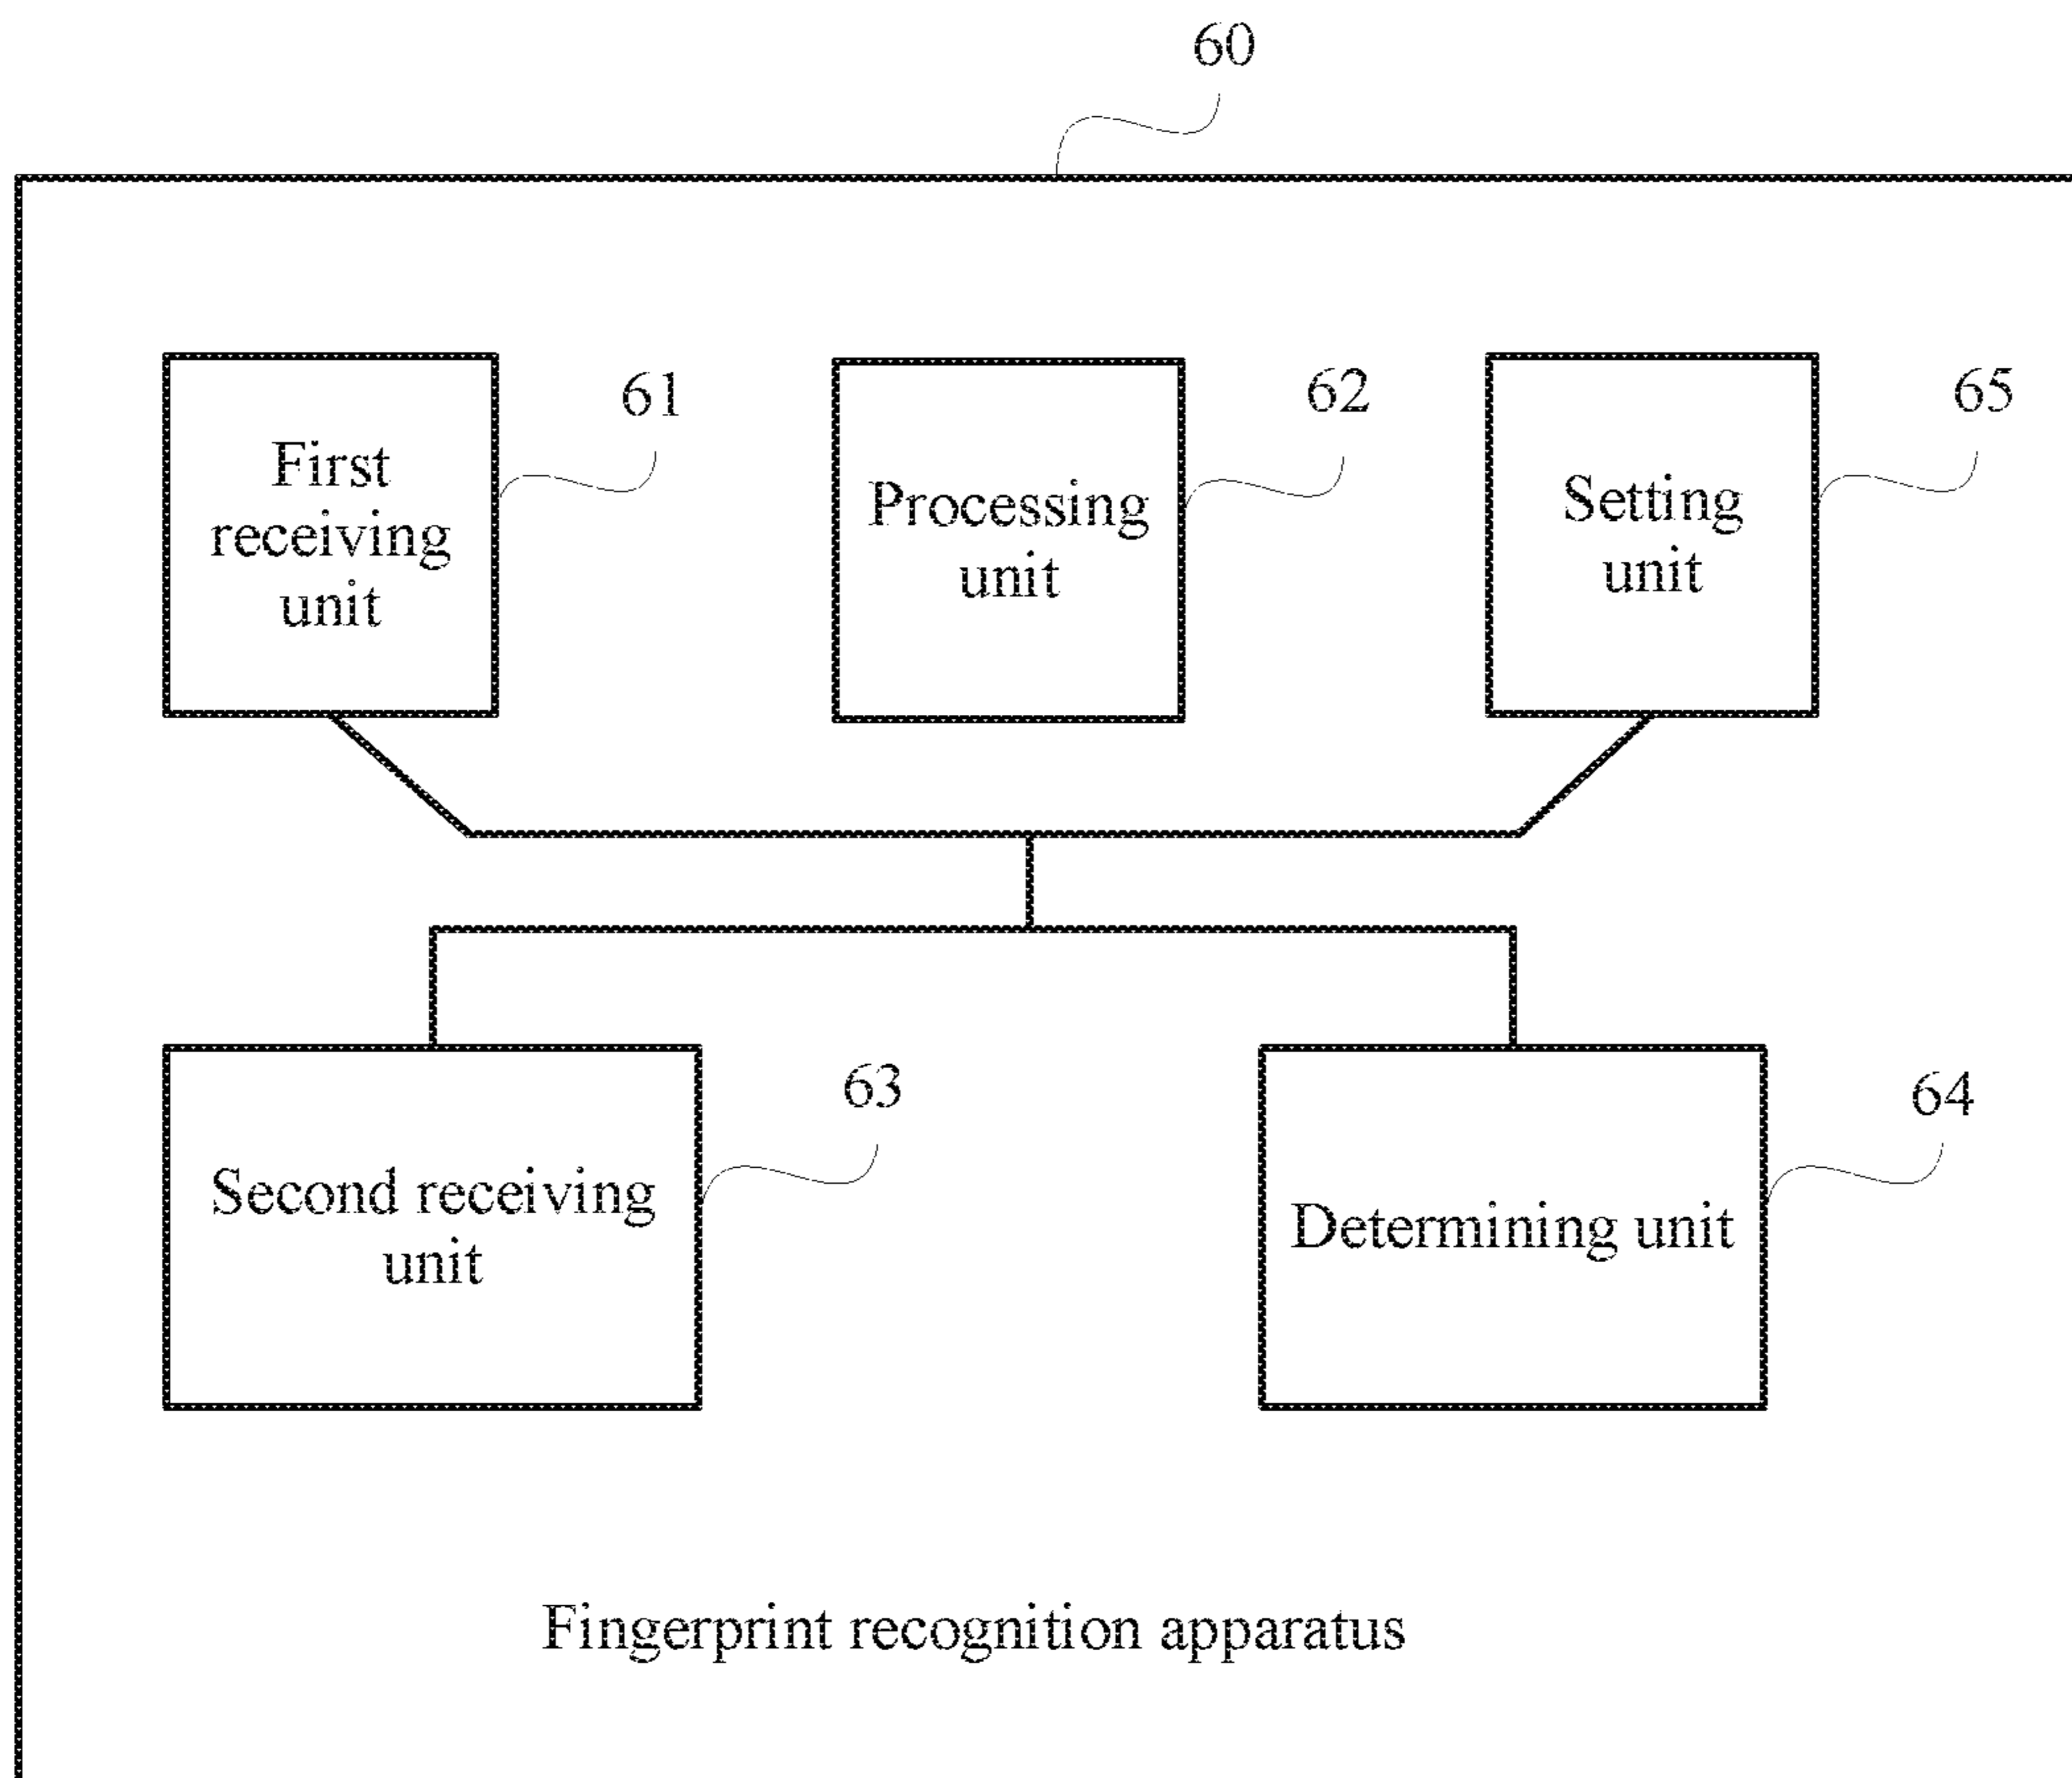 60
61
62
65
First
receiving
unit
Processing
unit
Setting
unit
63
64
Second receiving
unit
Determining unit
Fingerprint recognition apparatus